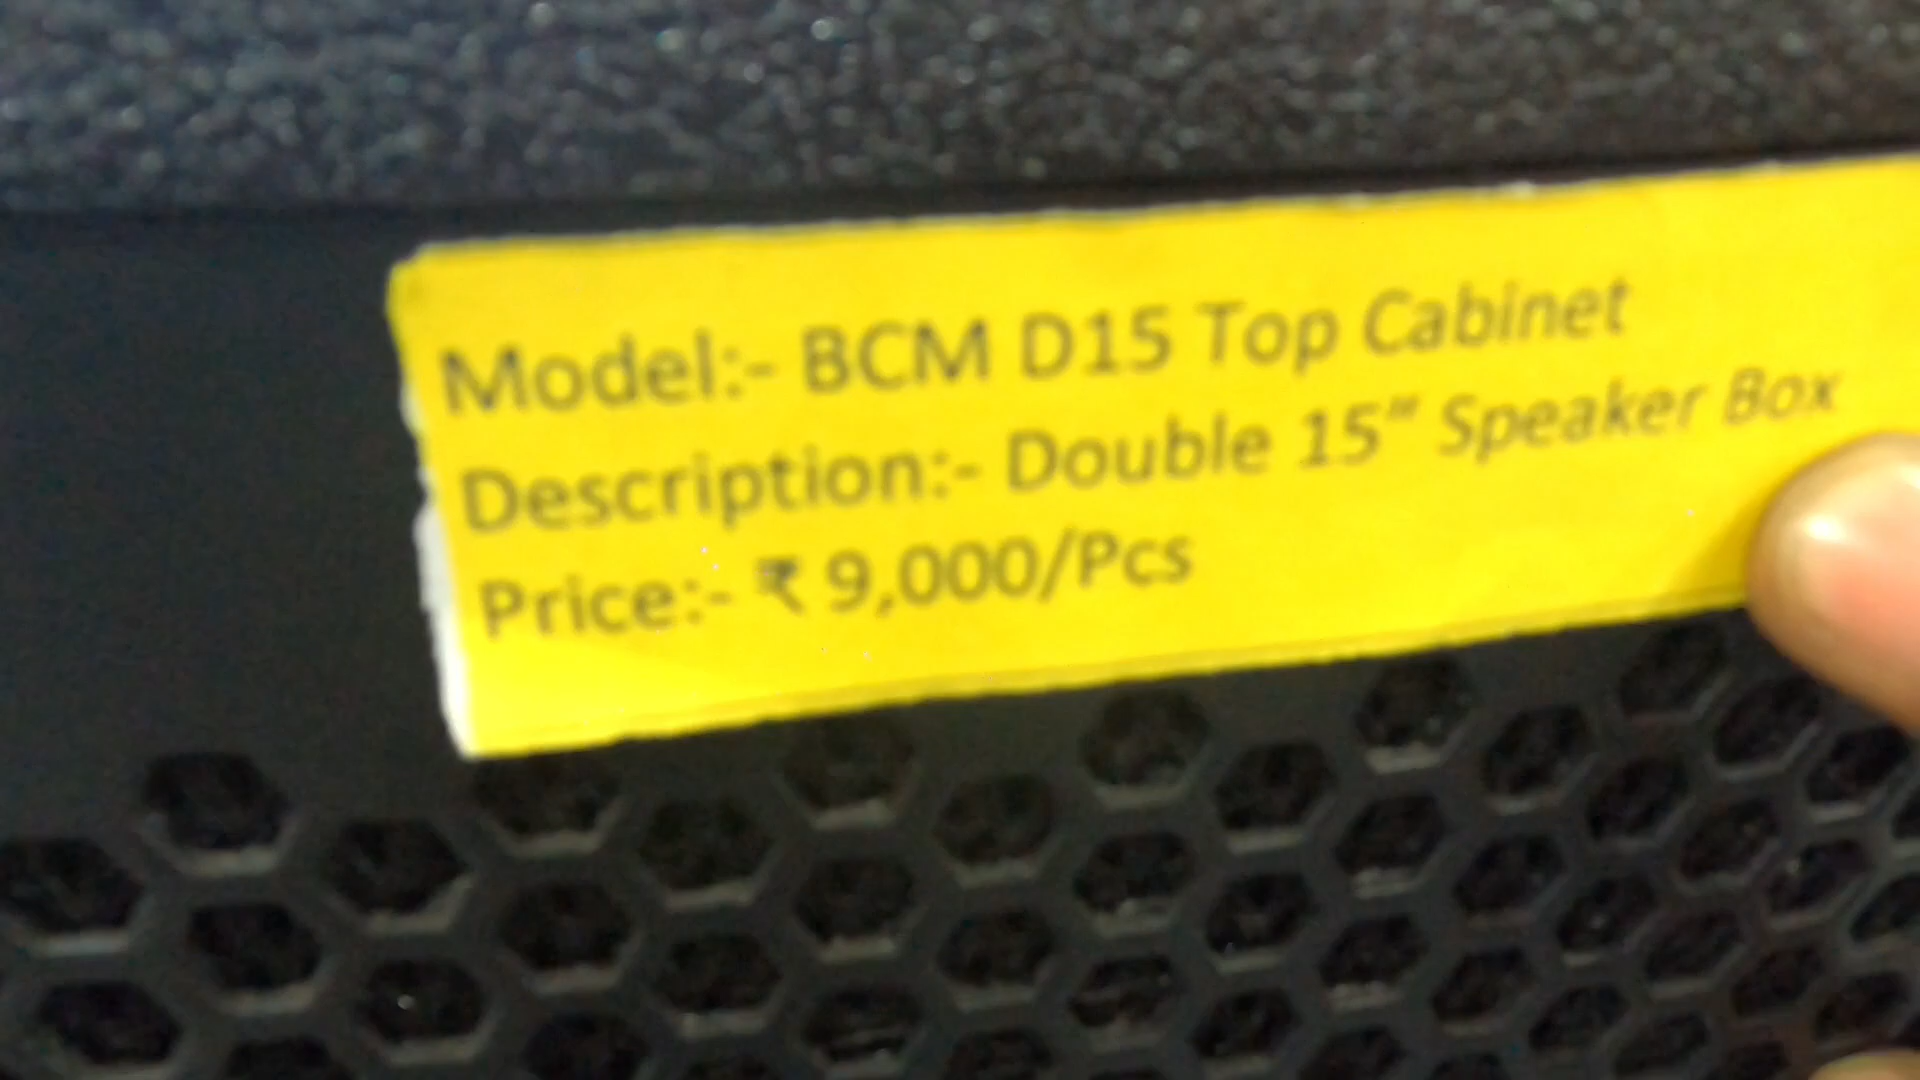 Model:- BCM D15 Top Cabinet
Description:- Double 15" Speaker Box
Price:- ₹ 9,000/Pcs